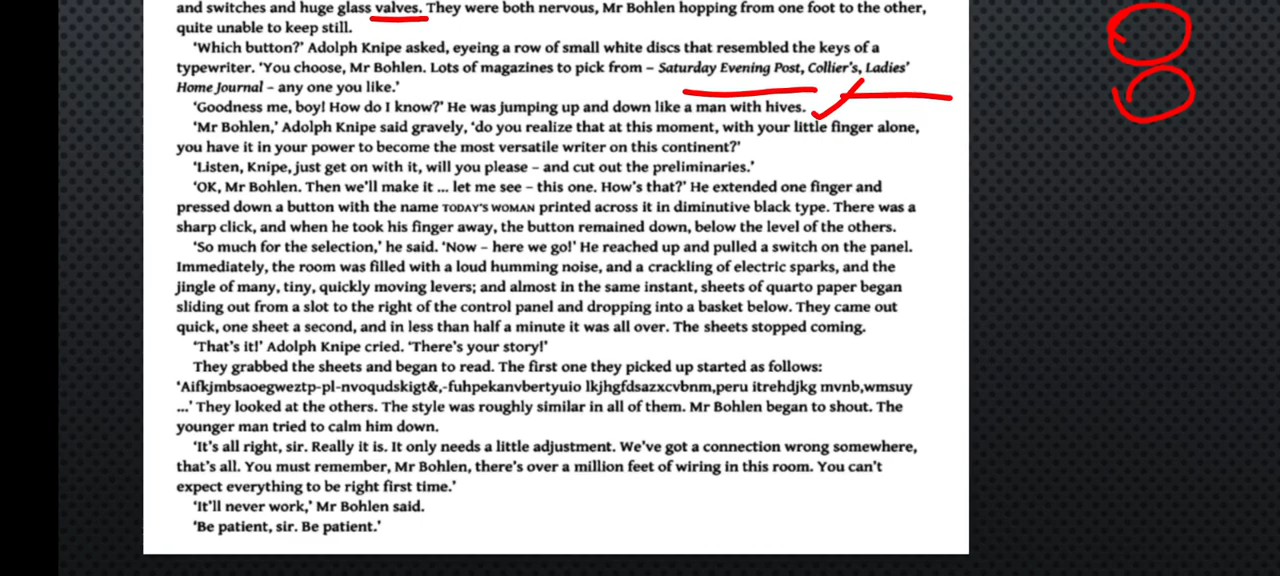 and switches and huge glass valves. They were both nervous, Mr Bohlen hopping from one foot to the other,
quite unable to keep still.
‘Which button?’ Adolph Knipe asked, eyeing a row of small white discs that resembled the keys of a
typewriter. ‘You choose, Mr Bohlen. Lots of magazines to pick from – Saturday Evening Post, Collier’s, Ladies’
Home Journal – any one you like.’
‘Goodness me, boy! How do I know?’ He was jumping up and down like a man with hives.
‘Mr Bohlen,’ Adolph Knipe said gravely, ‘do you realize that at this moment, with your little finger alone,
you have it in your power to become the most versatile writer on this continent?’
‘Listen, Knipe, just get on with it, will you please – and cut out the preliminaries.’
‘OK, Mr Bohlen. Then we’ll make it ... let me see – this one. How’s that?’ He extended one finger and
pressed down a button with the name TODAY’S WOMAN printed across it in diminutive black type. There was a
sharp click, and when he took his finger away, the button remained down, below the level of the others.
‘So much for the selection,’ he said. ‘Now – here we go!’ He reached up and pulled a switch on the panel.
Immediately, the room was filled with a loud humming noise, and a crackling of electric sparks, and the
jingle of many, tiny, quickly moving levers; and almost in the same instant, sheets of quarto paper began
sliding out from a slot to the right of the control panel and dropping into a basket below. They came out
quick, one sheet a second, and in less than half a minute it was all over. The sheets stopped coming.
‘That’s it!’ Adolph Knipe cried. ‘There’s your story!’
They grabbed the sheets and began to read. The first one they picked up started as follows:
‘Aifkjmbsaoegweztp-pl-nvoqudskigt&,-fuhpekanvbertyuio lkjhgfdsazxcvbnm,peru itrehdjkg mvnb,wmsuy
...’ They looked at the others. The style was roughly similar in all of them. Mr Bohlen began to shout. The
younger man tried to calm him down.
‘It’s all right, sir. Really it is. It only needs a little adjustment. We’ve got a connection wrong somewhere,
that’s all. You must remember, Mr Bohlen, there’s over a million feet of wiring in this room. You can’t
expect everything to be right first time.’
‘It’ll never work,’ Mr Bohlen said.
‘Be patient, sir. Be patient.’